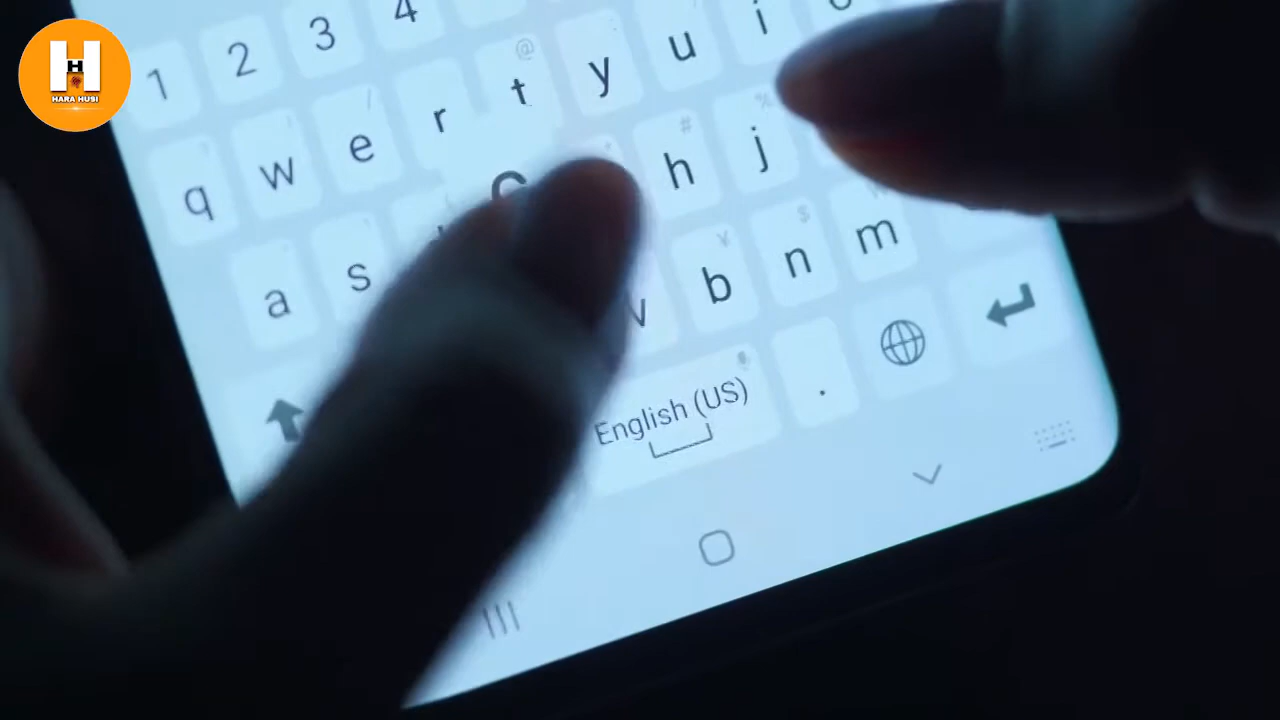 H
H
HARA HUSI
1 2 3 4
@
q w e r t y u i
# %
a s h j
¥ $
v b n m
English (US) .